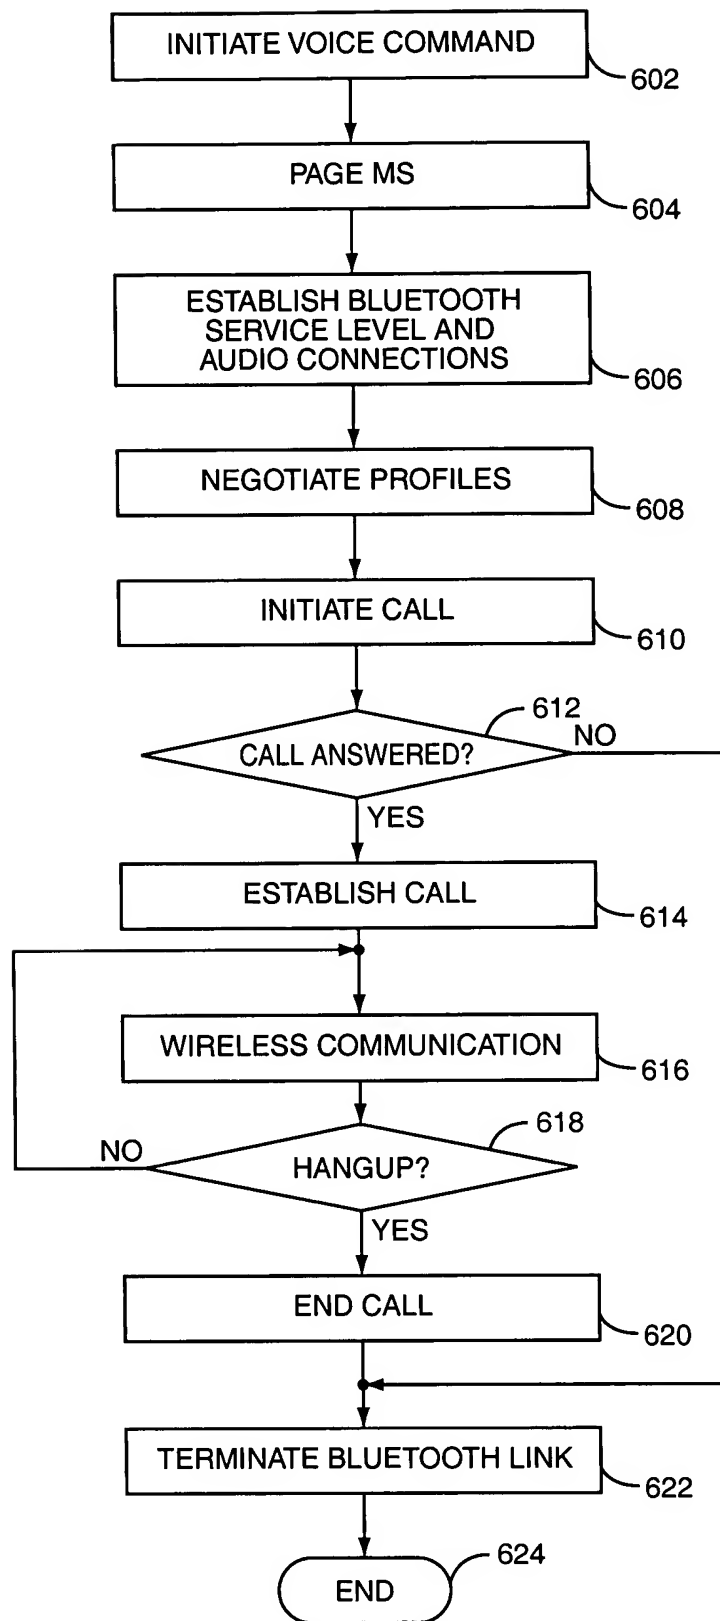 INITIATE VOICE COMMAND
602
PAGE MS
604
ESTABLISH BLUETOOTH
SERVICE LEVEL AND
AUDIO CONNECTIONS
606
NEGOTIATE PROFILES
608
INITIATE CALL
610
612
CALL ANSWERED?
NO
YES
ESTABLISH CALL
614
WIRELESS COMMUNICATION
616
618
NO
HANGUP?
YES
END CALL
620
TERMINATE BLUETOOTH LINK
622
624
END